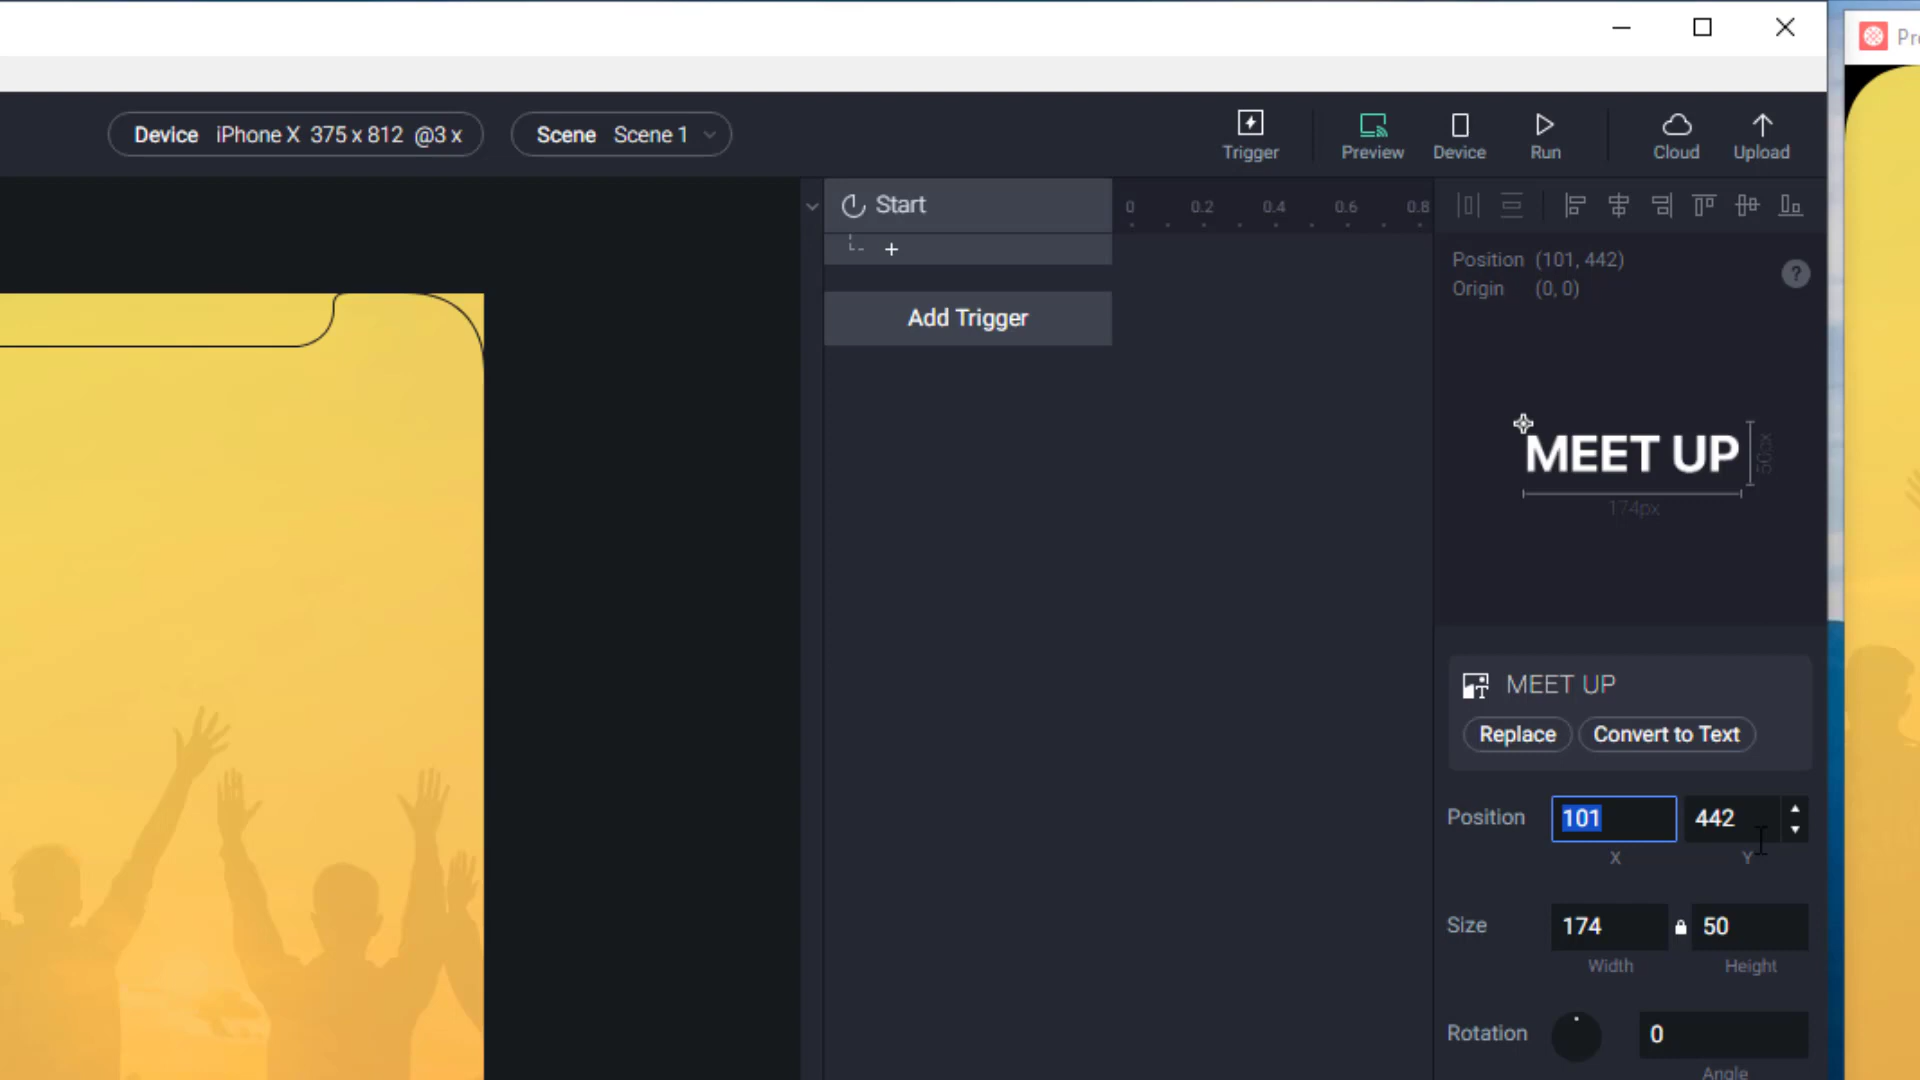 Pr
Device iPhone X 375 x 812 @3 x
Scene Scene 1
Trigger
Preview
Device
Run
Cloud
Upload
Start
0 0.2 0.4 0.6 0.8
+
Add Trigger
Position (101, 442)
Origin (0, 0)
?
MEET UP
50px
174px
MEET UP
Replace
Convert to Text
Position 101 442
X Y
Size 174 50
Width Height
Rotation 0
Angle